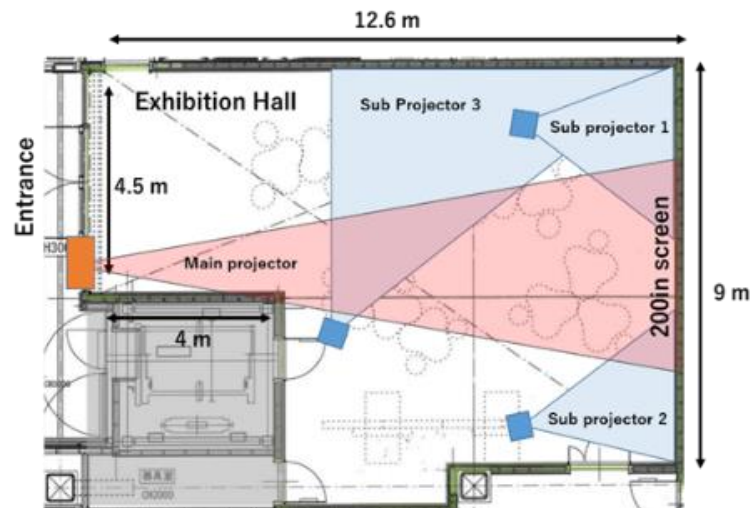 12.6 m
Exhibition Hall
Sub Projector 3
Sub projector 1
Entrance
4.5 m
200in screen
Main projector
9 m
4 m
Sub projector 2